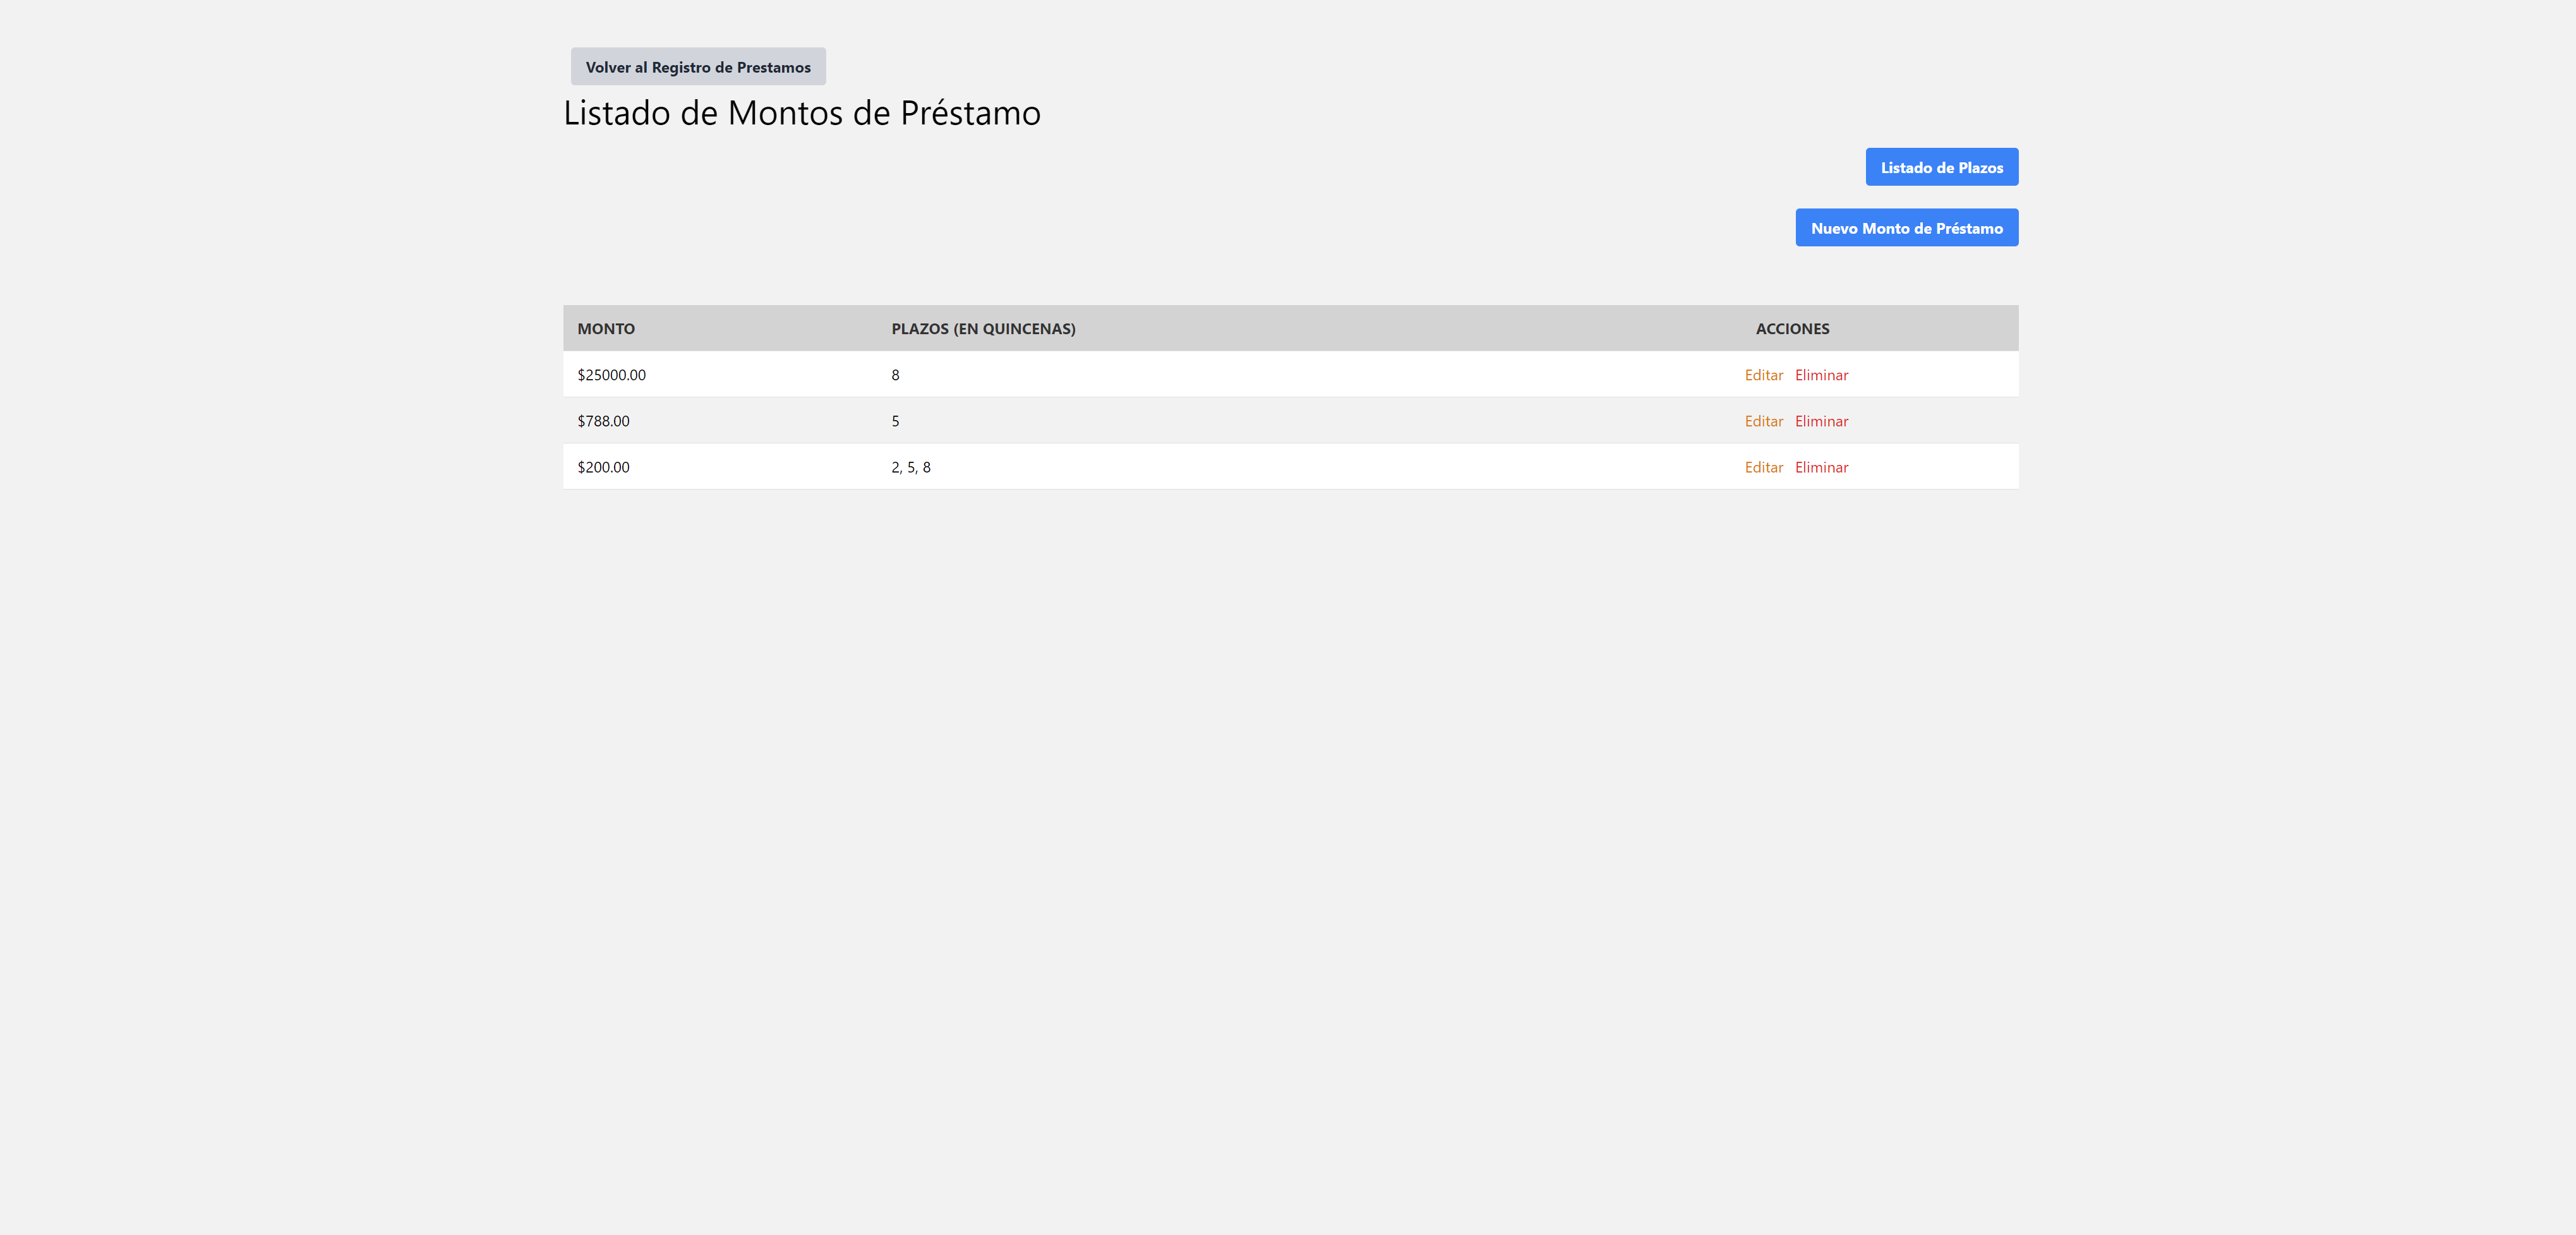 Volver al Registro de Prestamos
Listado de Montos de Préstamo
Listado de Plazos
Nuevo Monto de Préstamo
MONTO PLAZOS (EN QUINCENAS) ACCIONES
$25000.00 8 Editar Eliminar
$788.00 5 Editar Eliminar
$200.00 2, 5, 8 Editar Eliminar